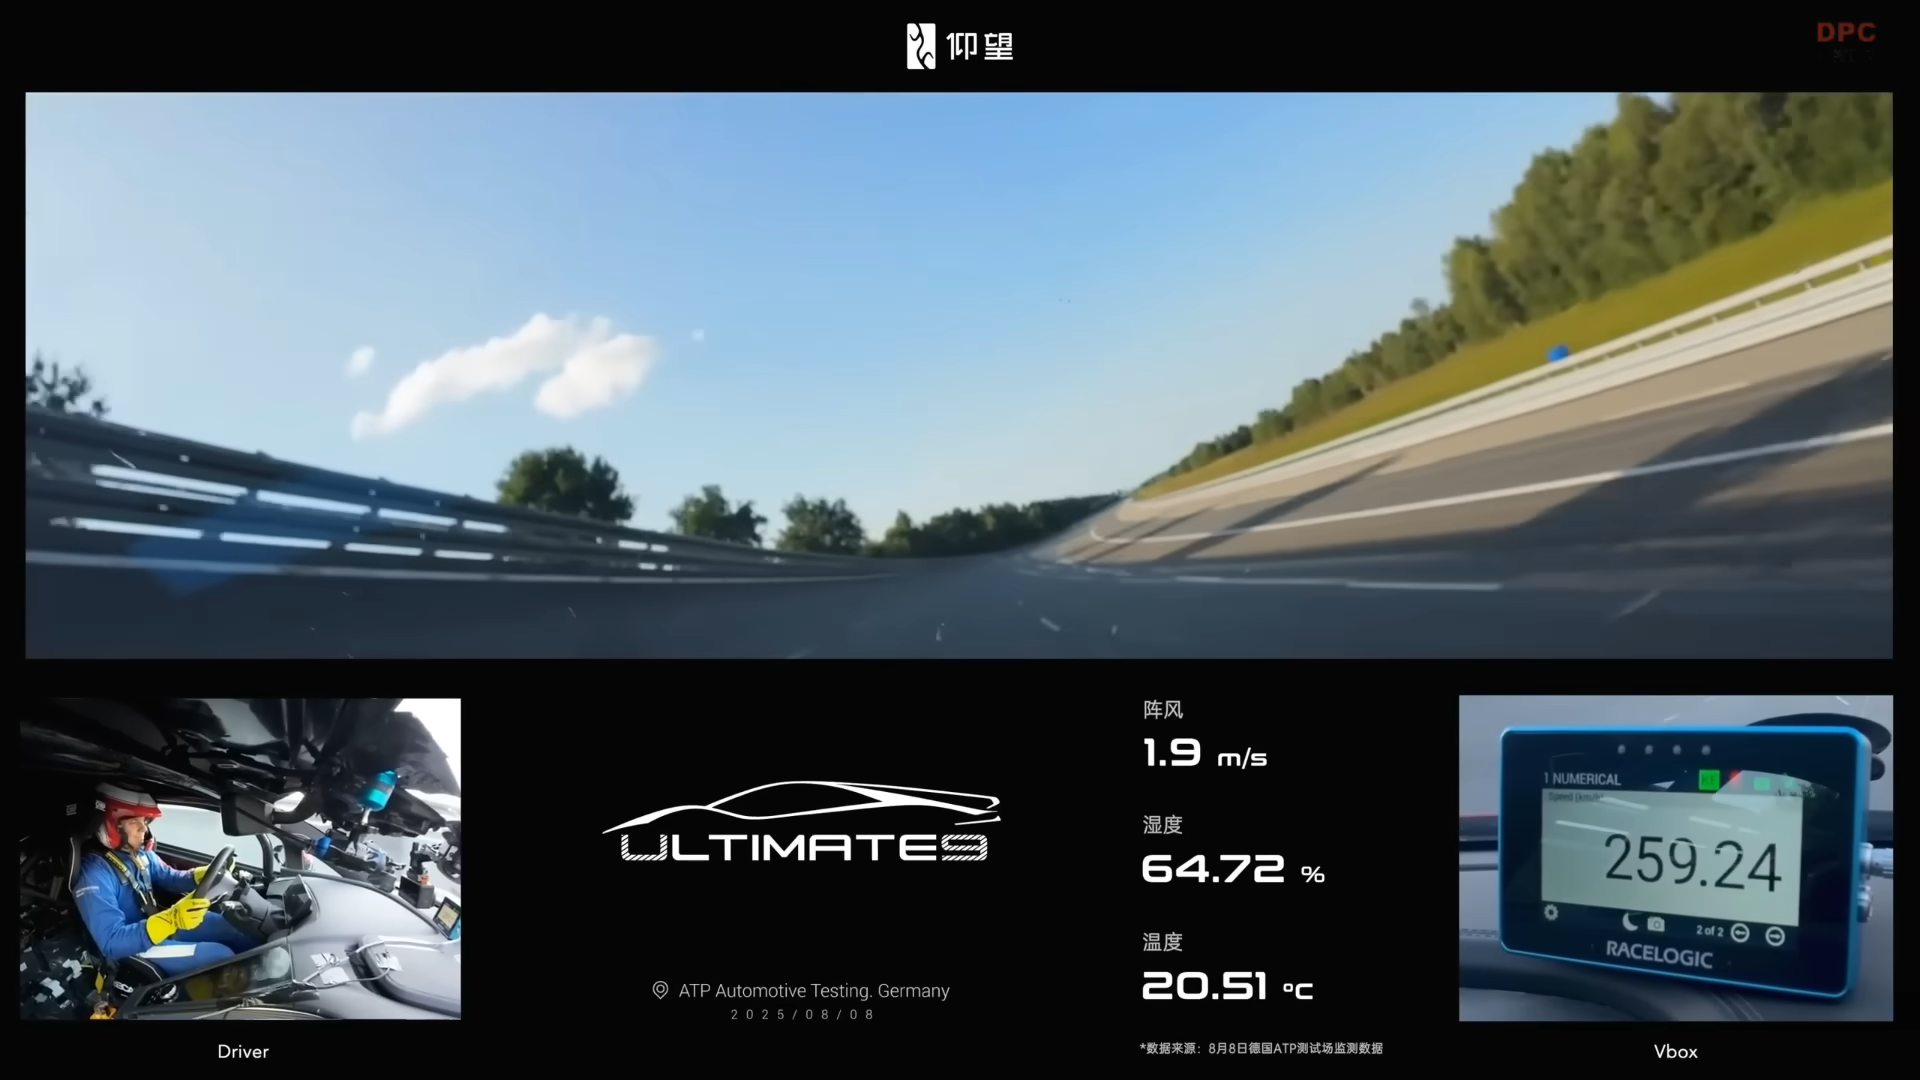 仰望
DPC
阵风
1.9 m/s
湿度
64.72 %
温度
20.51 °C
*数据来源：8月8日德国ATP测试场监测数据
ULTIMATE9
ATP Automotive Testing. Germany
2025/08/08
Driver
1 NUMERICAL
Speed (km/h)
259.24
2 of 2
RACELOGIC
Vbox